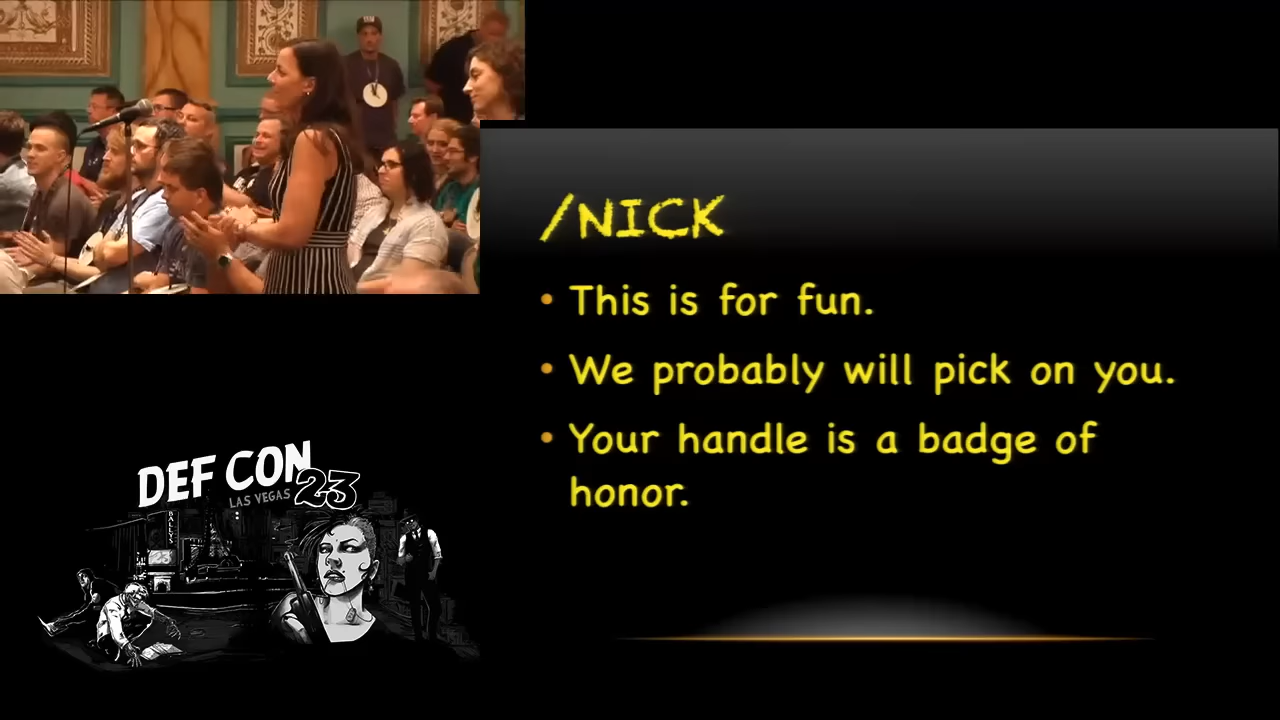 /NICK
• This is for fun.
• We probably will pick on you.
• Your handle is a badge of
honor.
DEF CON
LAS VEGAS 23
BALLYS